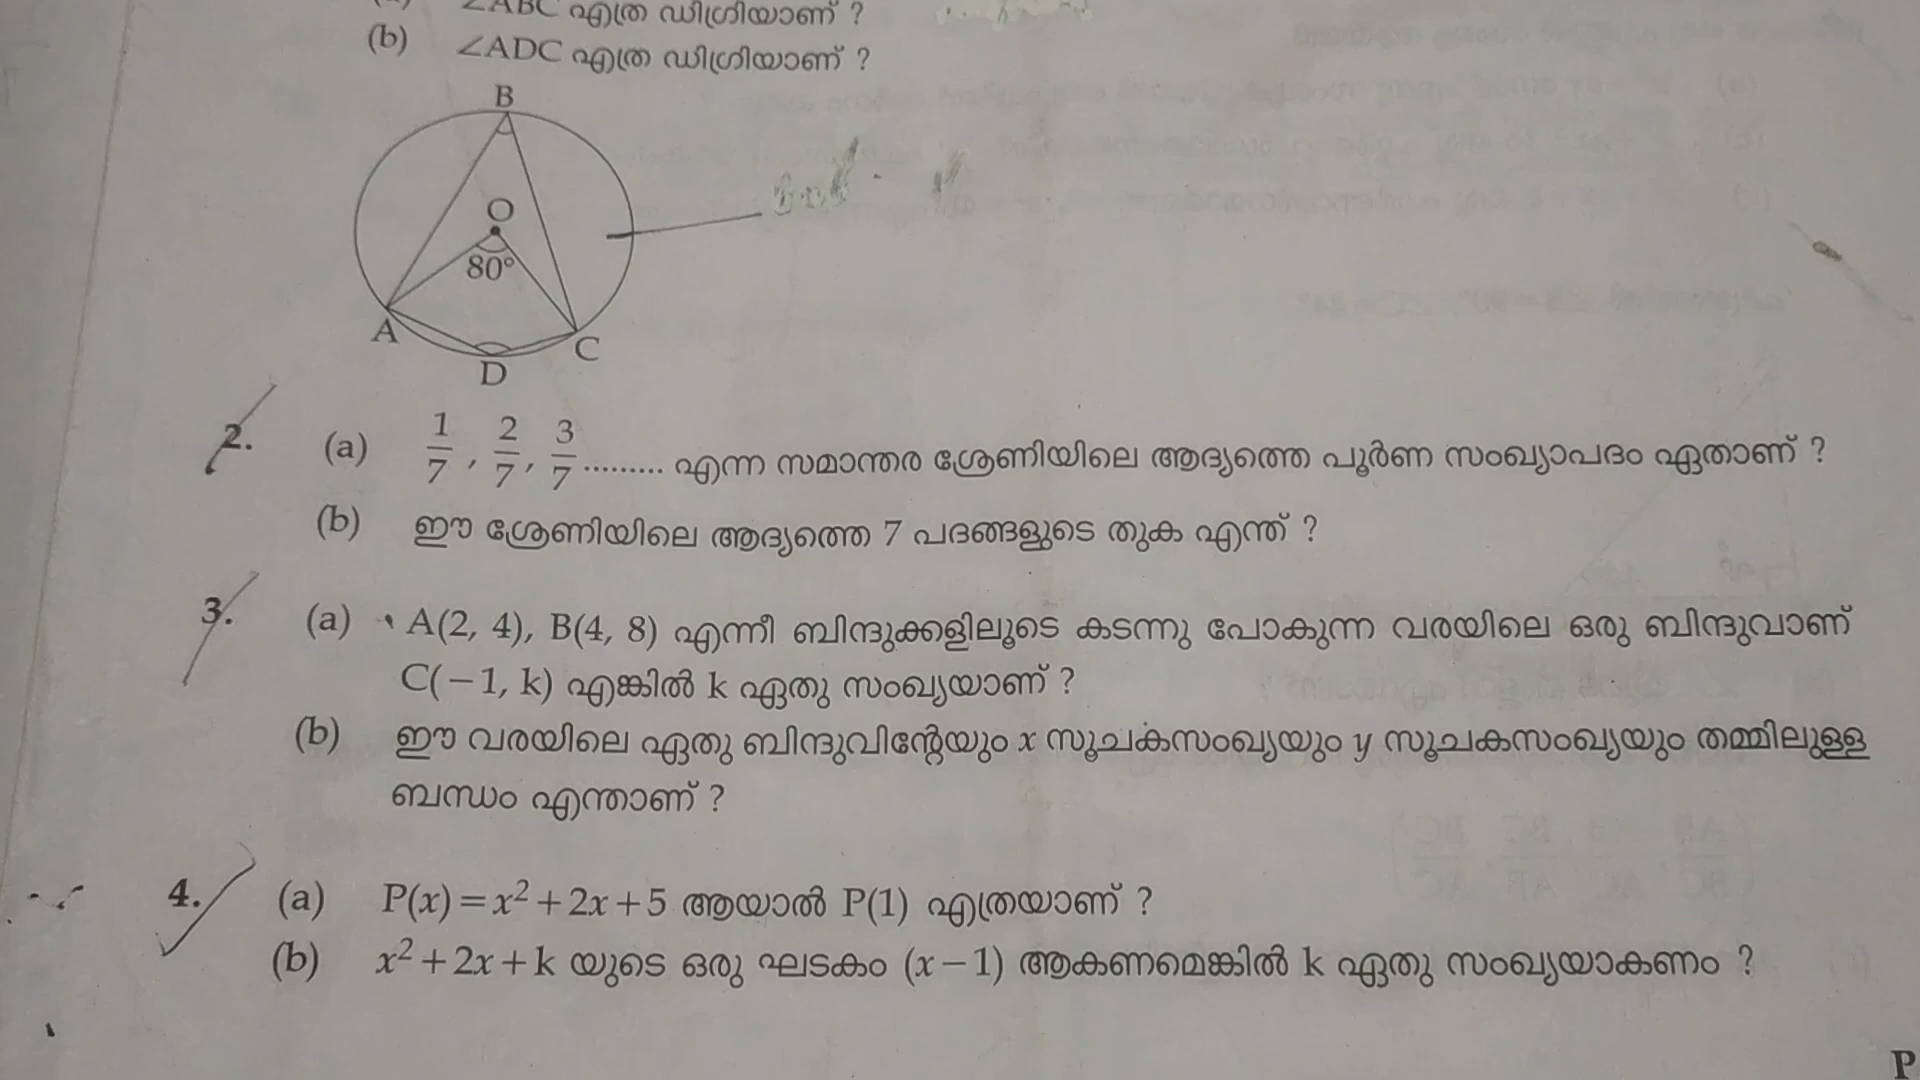 ∠ABC എത്ര ഡിഗ്രിയാണ് ?
(b) ∠ADC എത്ര ഡിഗ്രിയാണ് ?
B
O
80°
A
C
D
2. (a) 1/7, 2/7, 3/7 ......... എന്ന സമാന്തര ശ്രേണിയിലെ ആദ്യത്തെ പൂർണ സംഖ്യാപദം ഏതാണ് ?
(b) ഈ ശ്രേണിയിലെ ആദ്യത്തെ 7 പദങ്ങളുടെ തുക എന്ത് ?
3. (a) A(2, 4), B(4, 8) എന്നീ ബിന്ദുക്കളിലൂടെ കടന്നു പോകുന്ന വരയിലെ ഒരു ബിന്ദുവാണ്
C(−1, k) എങ്കിൽ k ഏതു സംഖ്യയാണ് ?
(b) ഈ വരയിലെ ഏതു ബിന്ദുവിന്റേയും x സൂചകസംഖ്യയും y സൂചകസംഖ്യയും തമ്മിലുള്ള
ബന്ധം എന്താണ് ?
4. (a) P(x) = x² + 2x + 5 ആയാൽ P(1) എത്രയാണ് ?
(b) x² + 2x + k യുടെ ഒരു ഘടകം (x − 1) ആകണമെങ്കിൽ k ഏതു സംഖ്യയാകണം ?
P